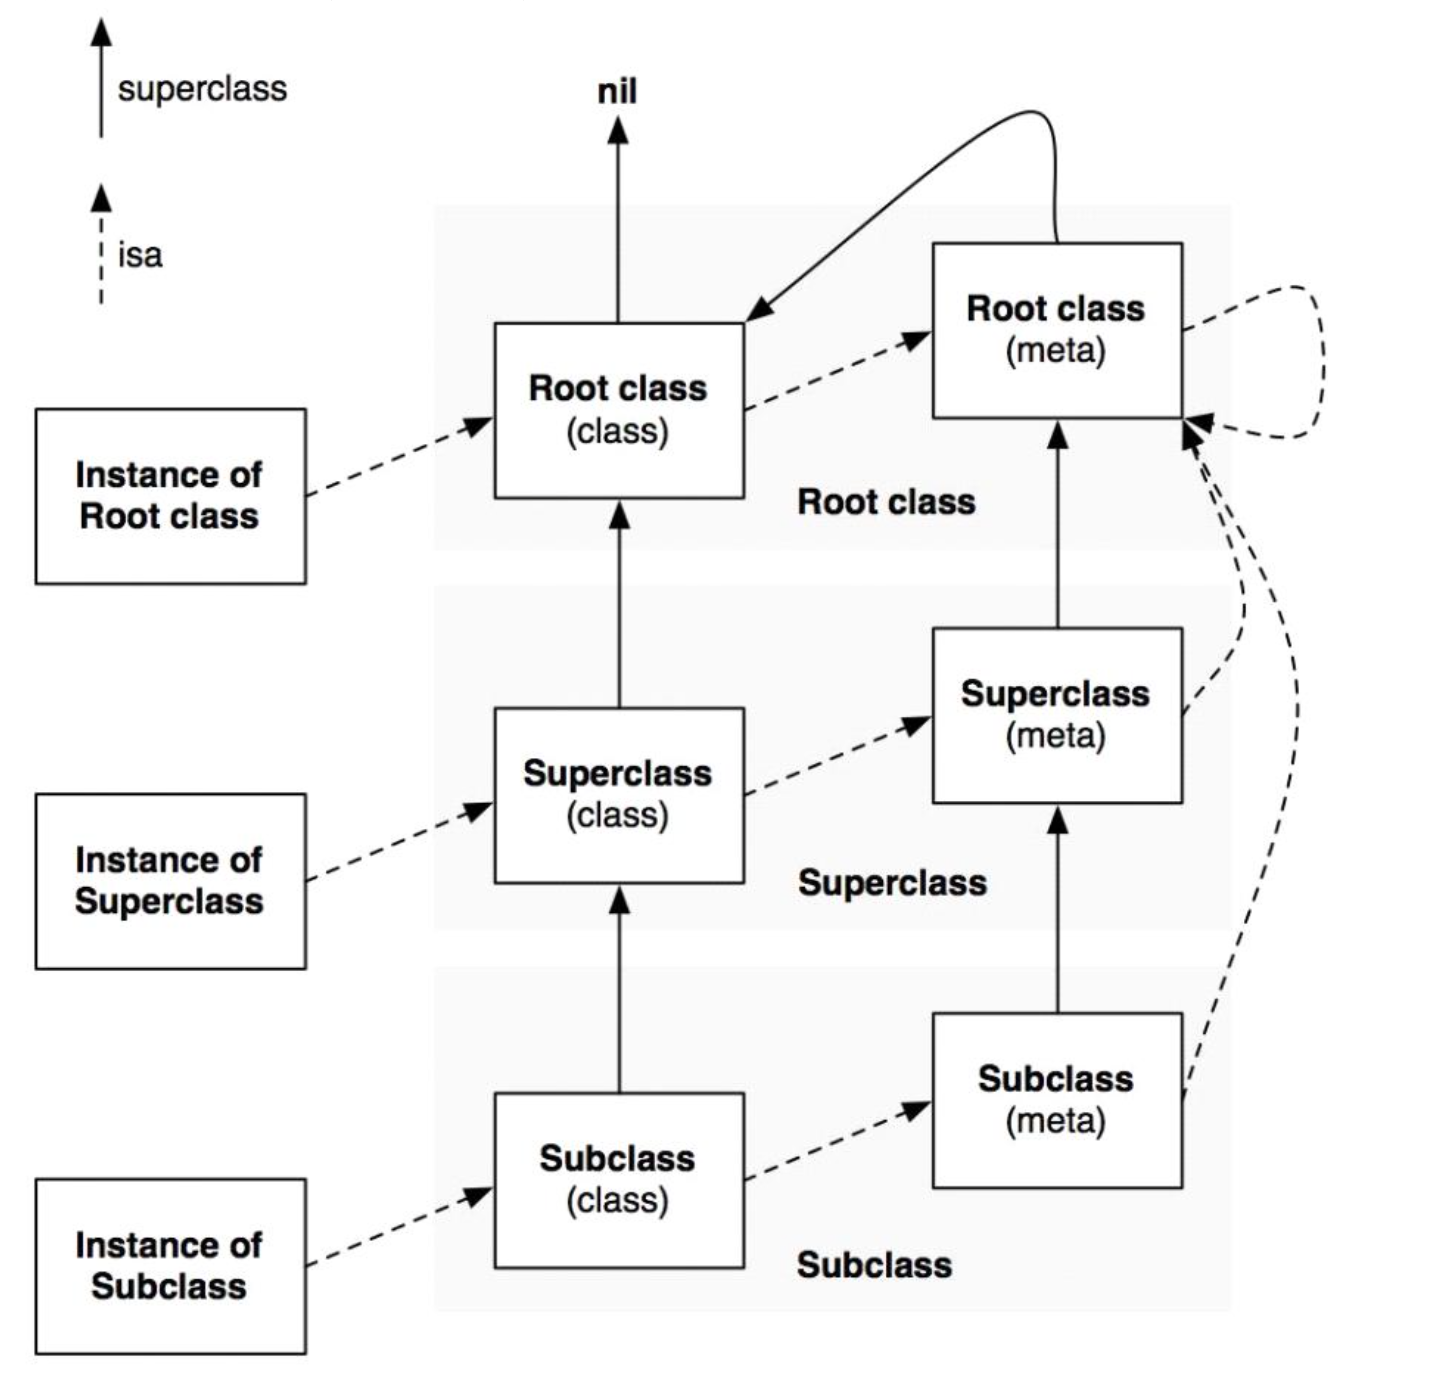 superclass
nil
isa
Root class
(meta)
Root class
(class)
Instance of
Root class
Root class
Superclass
(meta)
Superclass
(class)
Instance of
Superclass
Superclass
Subclass
(meta)
Subclass
(class)
Instance of
Subclass
Subclass